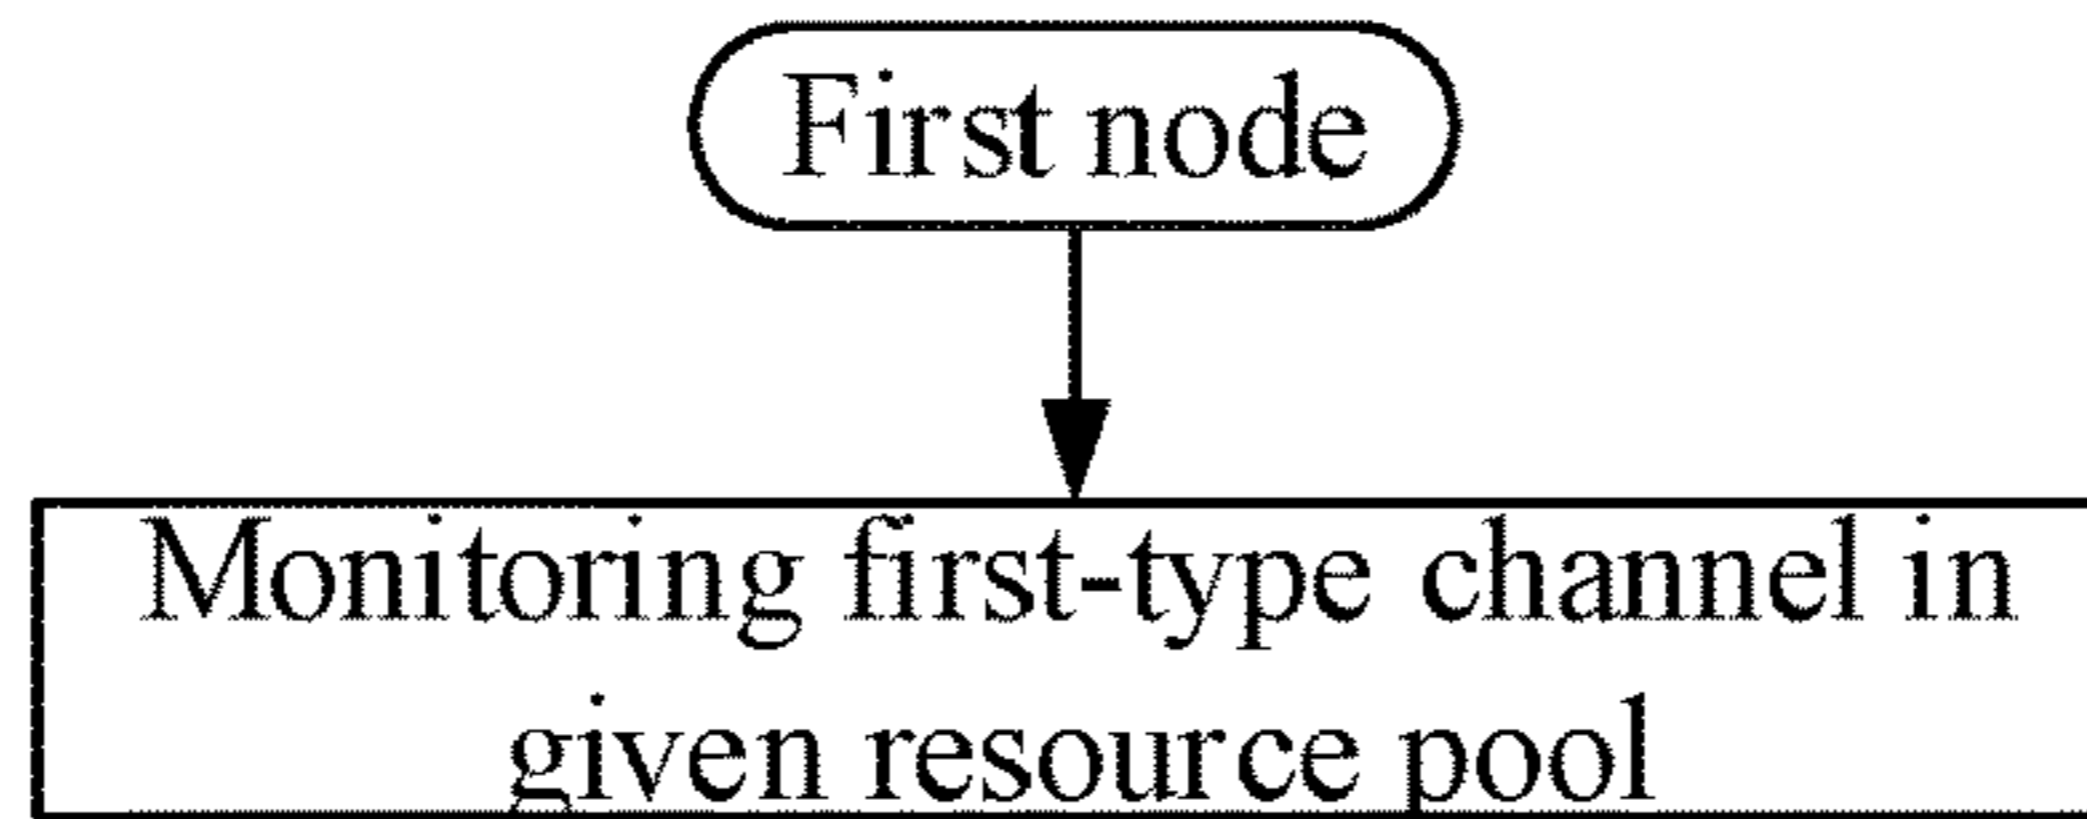 First node
Monitoring first-type channel in
given resource pool